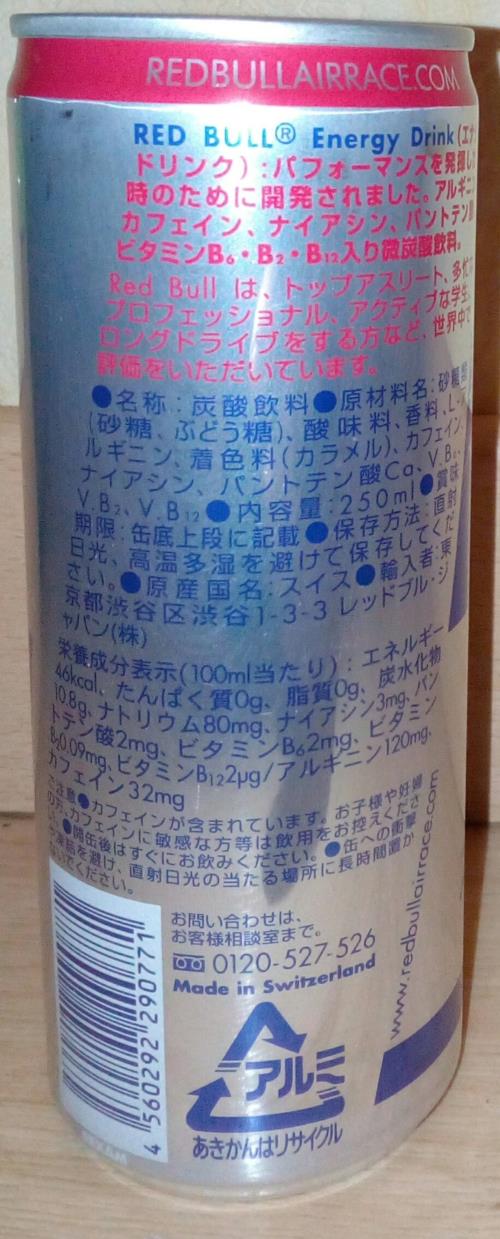 REDBULLAIRRACE.COM
RED BULL® Energy Drink (エナ
ドリンク) : パフォーマンスを発揮し
時のために開発されました。アルギニ
カフェイン、ナイアシン、パントテン
ビタミンB6・B2・B12入り微炭酸飲料。
Red Bull は、トップアスリート、多忙
プロフェッショナル、アクティブな学生
ロングドライブをする方など、世界中で
評価をいただいています。
●名称:炭酸飲料●原材料名:砂糖類
(砂糖、ぶどう糖)、酸味料、香料、L-ア
ルギニン、着色料(カラメル)、カフェイン、
ナイアシン、パントテン酸Ca、V.B6、
V.B2、V.B12●内容量:250ml●賞味
期限:缶底上段に記載●保存方法:直射
日光、高温多湿を避けて保存してくだ
さい。●原産国名:スイス●輸入者:東
京都渋谷区渋谷1-3-3 レッドブル・ジ
ャパン(株)
栄養成分表示(100ml当たり):エネルギー
46kcal、たんぱく質0g、脂質0g、炭水化物
10.8g、ナトリウム80mg、ナイアシン3mg、パン
トテン酸2mg、ビタミンB62mg、ビタミン
B20.09mg、ビタミンB122μg/アルギニン120mg、
カフェイン32mg
ご注意●カフェインが含まれています。お子様や妊婦
の方、カフェインに敏感な方等は飲用をお控えくださ
い。●開缶後はすぐにお飲みください。●缶への衝撃
や凍結を避け、直射日光の当たる場所に長時間置か
ないでください。
お問い合わせは、
お客様相談室まで。
0120-527-526
Made in Switzerland
アルミ
あきかんはリサイクル
4 560292 290771
REXAM
www.redbullairrace.com